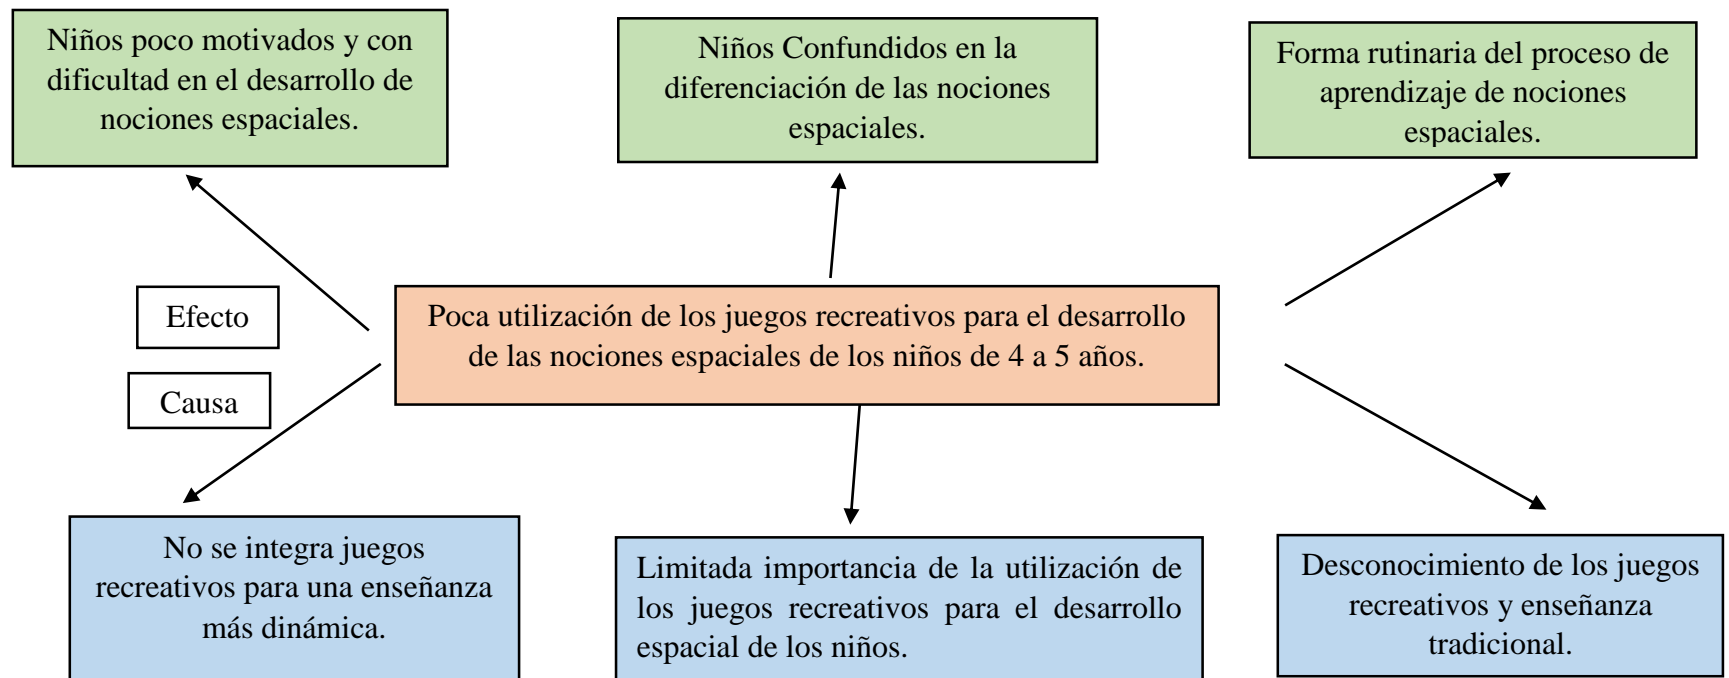 Niños poco motivados y con
dificultad en el desarrollo de
nociones espaciales.
Niños Confundidos en la
diferenciación de las nociones
espaciales.
Forma rutinaria del proceso de
aprendizaje de nociones
espaciales.
Efecto
Causa
Poca utilización de los juegos recreativos para el desarrollo
de las nociones espaciales de los niños de 4 a 5 años.
No se integra juegos
recreativos para una enseñanza
más dinámica.
Limitada importancia de la utilización de
los juegos recreativos para el desarrollo
espacial de los niños.
Desconocimiento de los juegos
recreativos y enseñanza
tradicional.